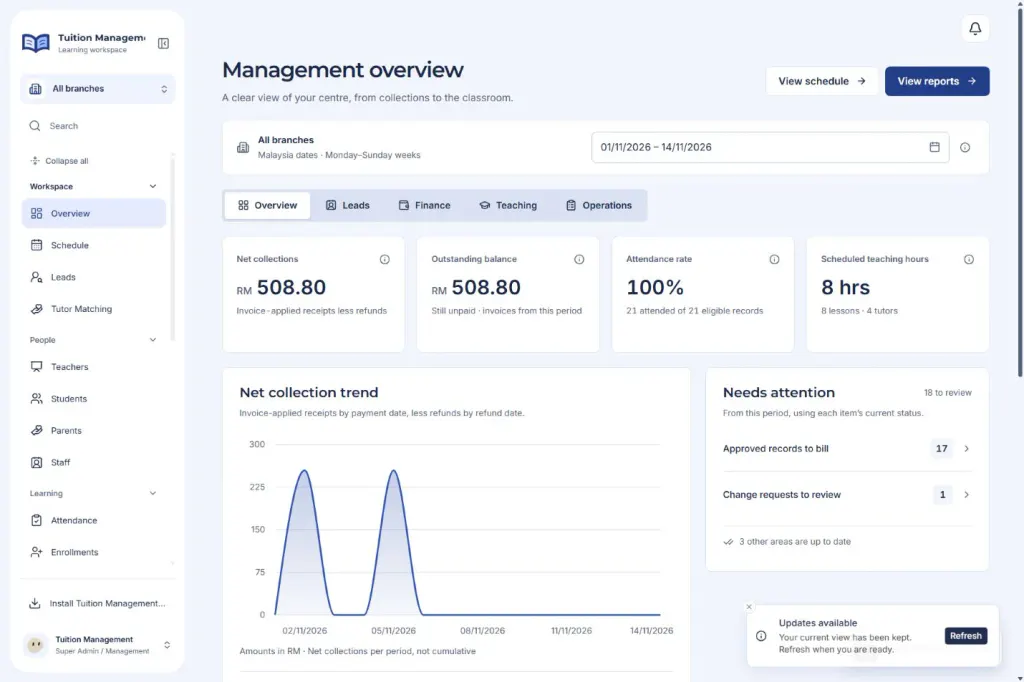 Tuition Managem
Learning workspace
All branches
Search
Collapse all
Workspace
Overview
Schedule
Leads
Tutor Matching
People
Teachers
Students
Parents
Staff
Learning
Attendance
Enrollments
Install Tuition Management...
Tuition Management
Super Admin / Management
Management overview
A clear view of your centre, from collections to the classroom.
View schedule
View reports
All branches
Malaysia dates · Monday–Sunday weeks
01/11/2026 – 14/11/2026
Overview
Leads
Finance
Teaching
Operations
Net collections
RM 508.80
Invoice-applied receipts less refunds
Outstanding balance
RM 508.80
Still unpaid · invoices from this period
Attendance rate
100%
21 attended of 21 eligible records
Scheduled teaching hours
8 hrs
8 lessons · 4 tutors
Net collection trend
Invoice-applied receipts by payment date, less refunds by refund date.
300
225
150
75
0
02/11/2026
05/11/2026
08/11/2026
11/11/2026
14/11/2026
Amounts in RM · Net collections per period, not cumulative
Needs attention
18 to review
From this period, using each item's current status.
Approved records to bill
17
Change requests to review
1
3 other areas are up to date
Updates available
Your current view has been kept.
Refresh when you are ready.
Refresh